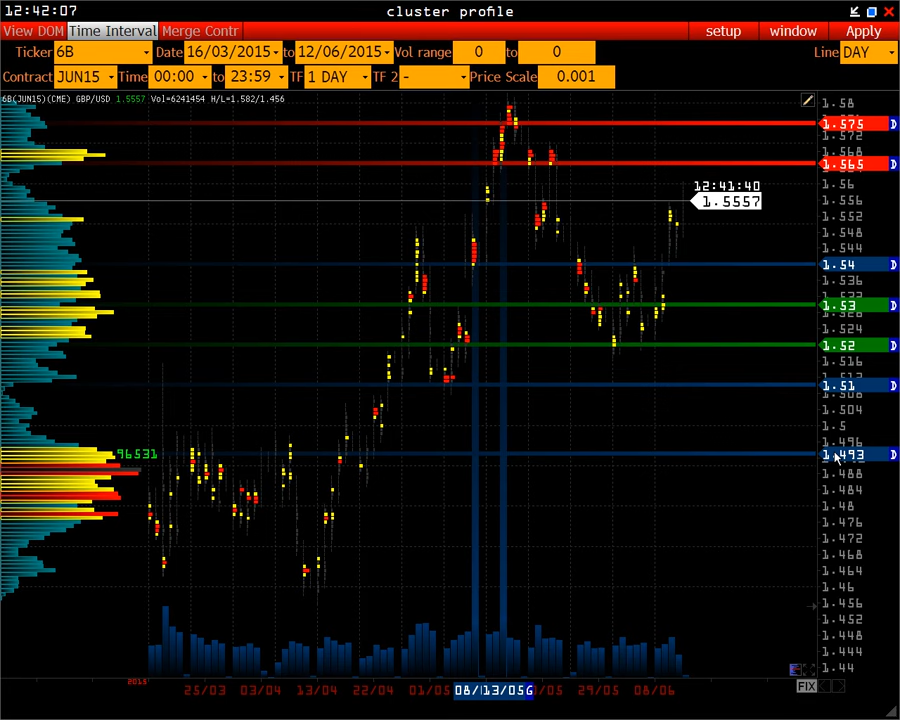 12:42:07 cluster profile
View DOM Time Interval Merge Contr setup window Apply
Ticker 6B Date 16/03/2015 to 12/06/2015 Vol range 0 to 0 Line DAY
Contract JUN15 Time 00:00 to 23:59 TF 1 DAY TF 2 - Price Scale 0.001
6B(JUN15)(CME) GBP/USD 1.5557 Vol=6241454 H/L=1.582/1.456
1.58
1.575 D
1.572
1.568
1.565 D
1.56
12:41:40
1.5557
1.556
1.552
1.548
1.544
1.54 D
1.536
1.53 D
1.524
1.52 D
1.516
1.51 D
1.508
1.504
1.5
1.496
96531
1.493 D
1.488
1.484
1.48
1.476
1.472
1.468
1.464
1.46
1.456
1.452
1.448
1.444
1.44
2015
25/03 03/04 13/04 22/04 01/05 08/ 13/05 G /05 29/05 08/06
FIX